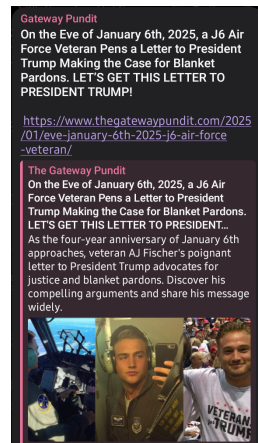 Gateway Pundit
On the Eve of January 6th, 2025, a J6 Air
Force Veteran Pens a Letter to President
Trump Making the Case for Blanket
Pardons. LET'S GET THIS LETTER TO
PRESIDENT TRUMP!
https://www.thegatewaypundit.com/2025
/01/eve-january-6th-2025-j6-air-force
-veteran/
The Gateway Pundit
On the Eve of January 6th, 2025, a J6 Air
Force Veteran Pens a Letter to President
Trump Making the Case for Blanket Pardons.
LET'S GET THIS LETTER TO PRESIDENT…
As the four-year anniversary of January 6th
approaches, veteran AJ Fischer's poignant
letter to President Trump advocates for
justice and blanket pardons. Discover his
compelling arguments and share his message
widely.
VETERANS
TRUMP